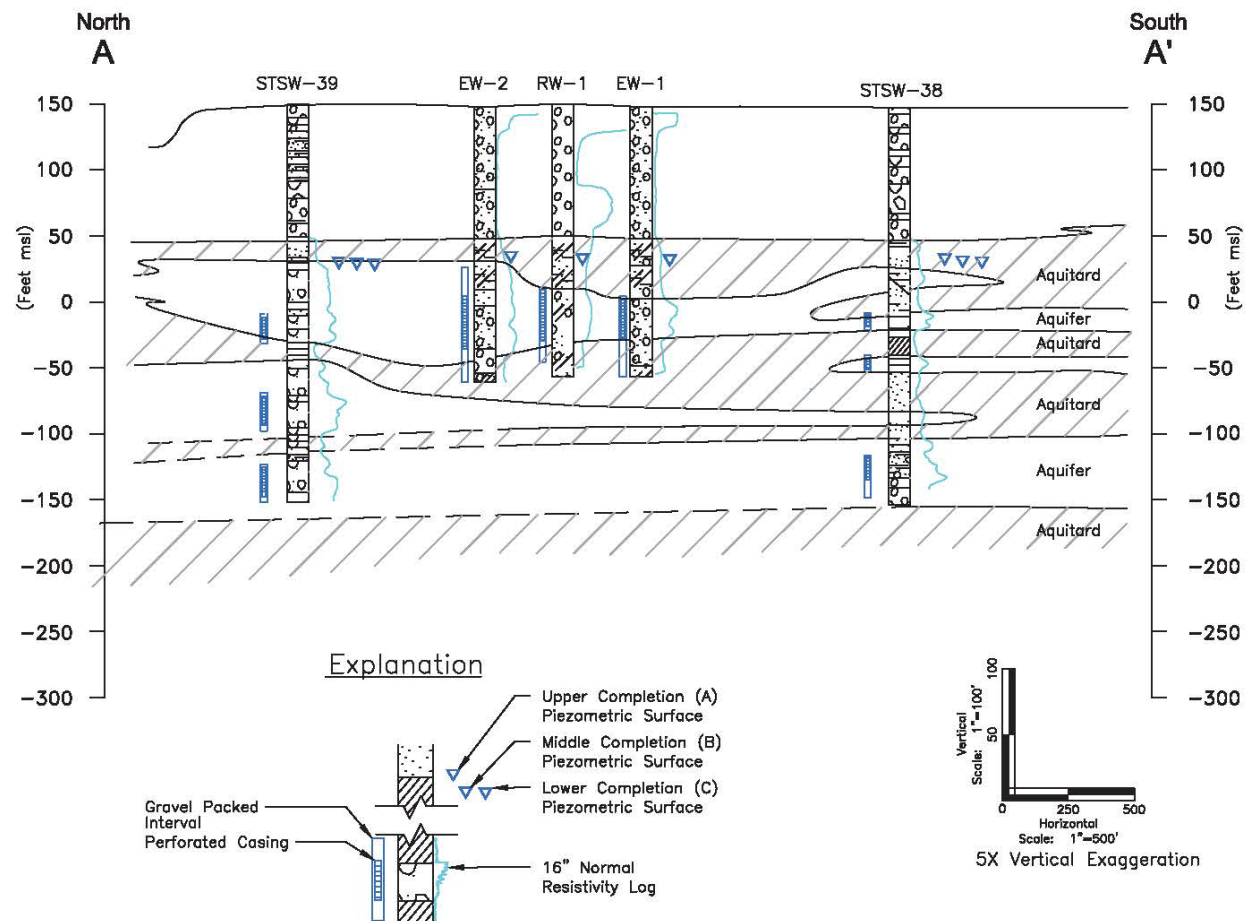 North
A
South
A'
STSW-39
EW-2
RW-1
EW-1
STSW-38
150
100
50
0
-50
-100
-150
-200
-250
-300
(Feet msl)
150
100
50
0
-50
-100
-150
-200
-250
-300
(Feet msl)
Aquitard
Aquifer
Aquitard
Aquitard
Aquifer
Aquitard
Explanation
Upper Completion (A)
Piezometric Surface
Middle Completion (B)
Piezometric Surface
Lower Completion (C)
Piezometric Surface
Gravel Packed
Interval
Perforated Casing
16" Normal
Resistivity Log
100
50
Vertical
Scale: 1"=100'
0
250
500
Horizontal
Scale: 1"=500'
5X Vertical Exaggeration